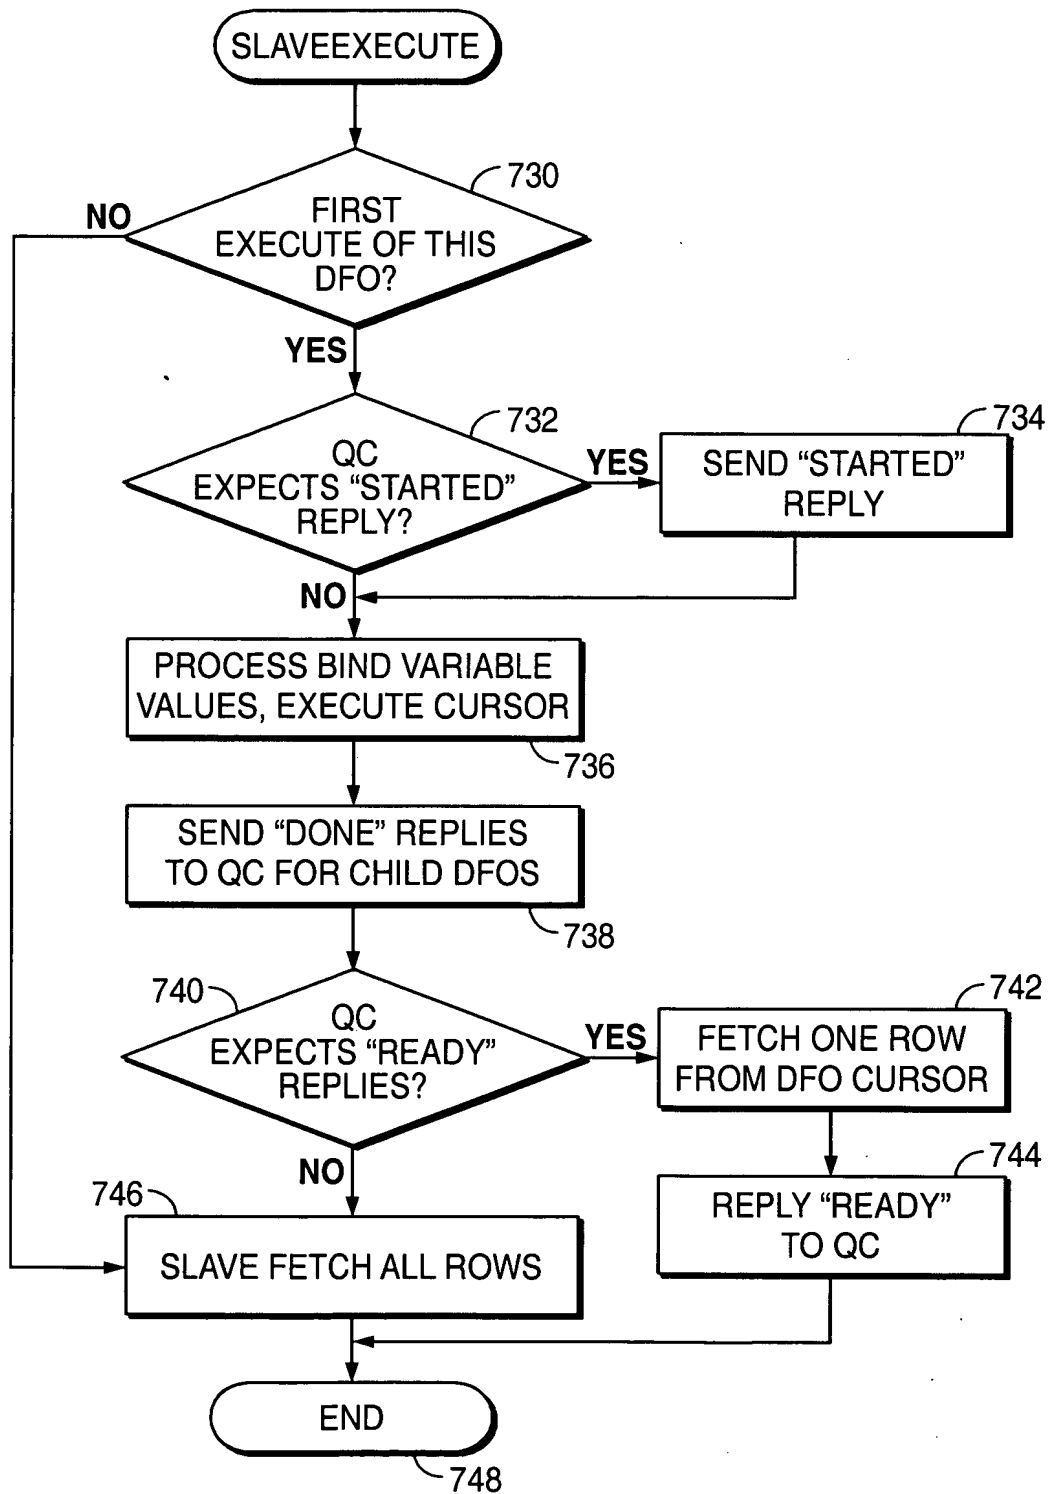 SLAVEEXECUTE
730
NO
FIRST
EXECUTE OF THIS
DFO?
YES
732
734
QC
EXPECTS “STARTED”
REPLY?
YES
SEND “STARTED”
REPLY
NO
PROCESS BIND VARIABLE
VALUES, EXECUTE CURSOR
736
SEND “DONE” REPLIES
TO QC FOR CHILD DFOS
738
740
742
QC
EXPECTS “READY”
REPLIES?
YES
FETCH ONE ROW
FROM DFO CURSOR
NO
744
746
REPLY “READY”
TO QC
SLAVE FETCH ALL ROWS
END
748